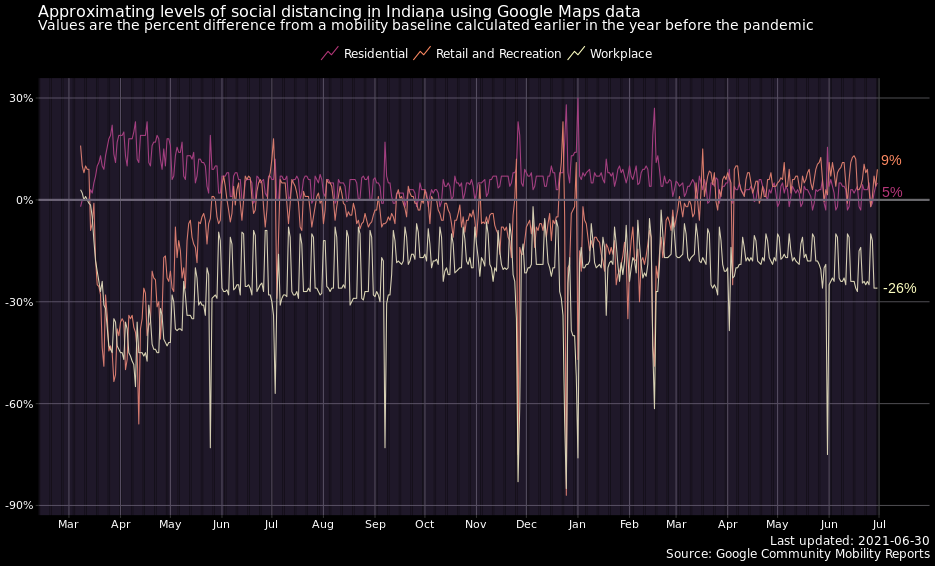 Approximating levels of social distancing in Indiana using Google Maps data
Values are the percent difference from a mobility baseline calculated earlier in the year before the pandemic
Residential Retail and Recreation Workplace
30%
0%
-30%
-60%
-90%
9%
5%
-26%
Mar Apr May Jun Jul Aug Sep Oct Nov Dec Jan Feb Mar Apr May Jun Jul
Last updated: 2021-06-30
Source: Google Community Mobility Reports